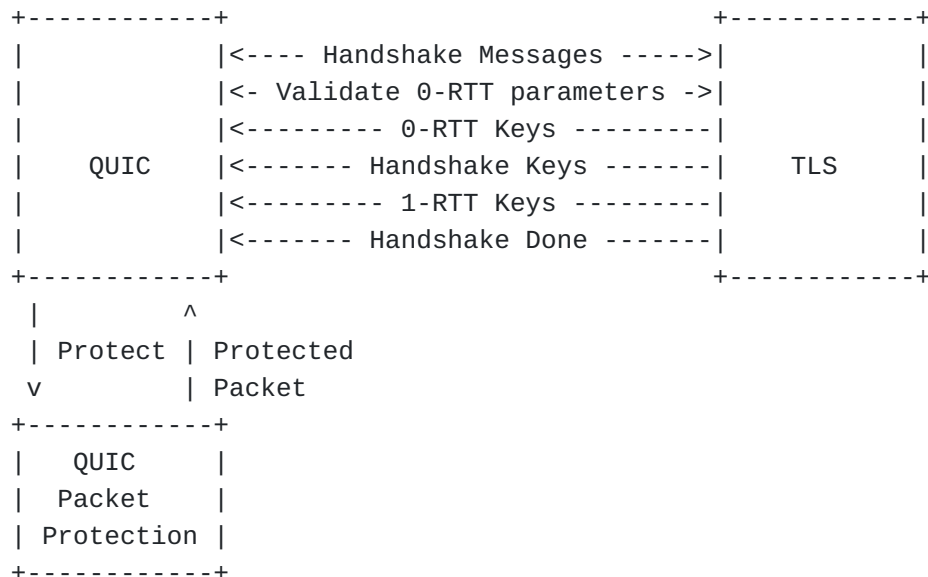 +------------+                               +------------+
|            |<---- Handshake Messages ----->|            |
|            |<- Validate 0-RTT parameters ->|            |
|            |<--------- 0-RTT Keys ---------|            |
|    QUIC    |<------- Handshake Keys -------|    TLS     |
|            |<--------- 1-RTT Keys ---------|            |
|            |<------- Handshake Done -------|            |
+------------+                               +------------+
 |         ^
 | Protect | Protected
 v         | Packet
+------------+
|   QUIC     |
|  Packet    |
| Protection |
+------------+